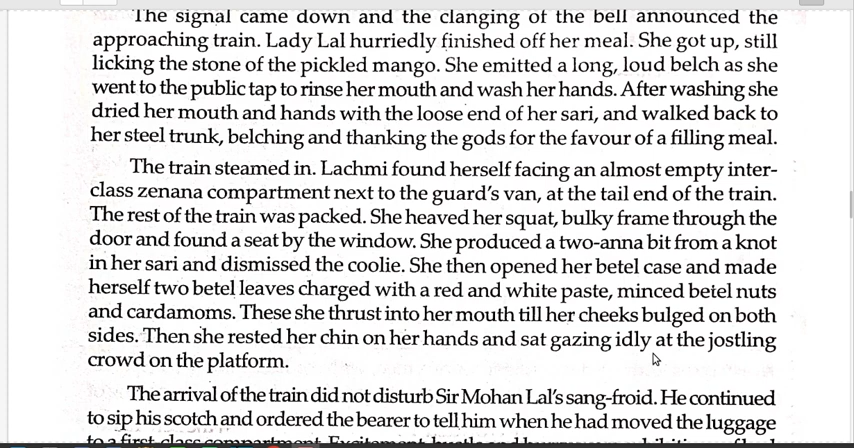 The signal came down and the clanging of the bell announced the
approaching train. Lady Lal hurriedly finished off her meal. She got up, still
licking the stone of the pickled mango. She emitted a long, loud belch as she
went to the public tap to rinse her mouth and wash her hands. After washing she
dried her mouth and hands with the loose end of her sari, and walked back to
her steel trunk, belching and thanking the gods for the favour of a filling meal.
The train steamed in. Lachmi found herself facing an almost empty inter-
class zenana compartment next to the guard's van, at the tail end of the train.
The rest of the train was packed. She heaved her squat, bulky frame through the
door and found a seat by the window. She produced a two-anna bit from a knot
in her sari and dismissed the coolie. She then opened her betel case and made
herself two betel leaves charged with a red and white paste, minced betel nuts
and cardamoms. These she thrust into her mouth till her cheeks bulged on both
sides. Then she rested her chin on her hands and sat gazing idly at the jostling
crowd on the platform.
The arrival of the train did not disturb Sir Mohan Lal's sang-froid. He continued
to sip his scotch and ordered the bearer to tell him when he had moved the luggage
to a first class compartment. Excitement, bustle and